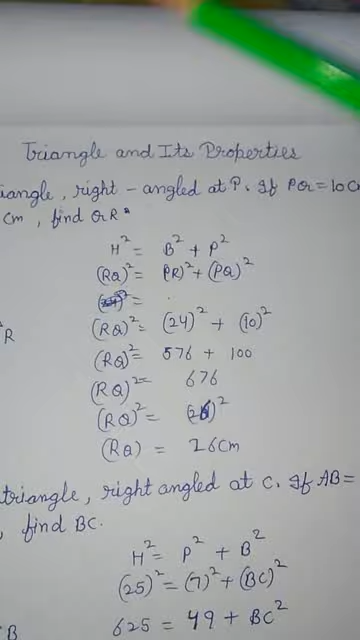 Triangle and Its Properties
iangle, right-angled at P. If PQ = 10 C
cm, find QR.
H² = B² + P²
(RQ)² = (PR)² + (PQ)²
=
(RQ)² = (24)² + (10)²
R
(RQ)² = 576 + 100
(RQ)² = 676
(RQ)² = (26)²
(RQ) = 26cm
triangle, right angled at C. If AB =
, find BC.
H² = P² + B²
(25)² = (7)² + (BC)²
625 = 49 + BC²
B